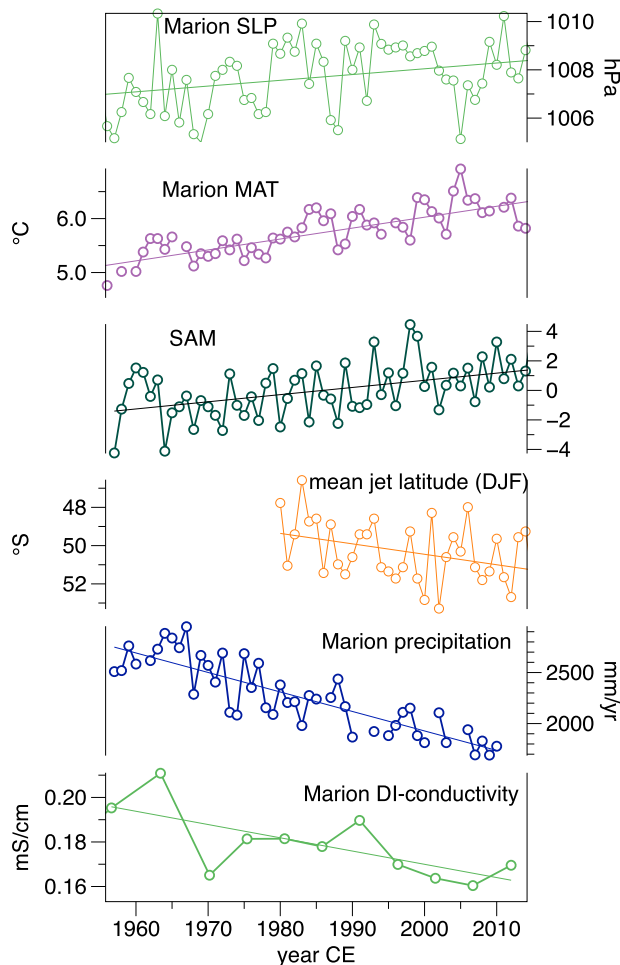 Marion SLP
1010
1008
1006
hPa
Marion MAT
6.0
5.0
°C
SAM
4
2
0
−2
−4
mean jet latitude (DJF)
48
50
52
°S
Marion precipitation
2500
2000
mm/yr
Marion DI-conductivity
0.20
0.18
0.16
mS/cm
1960 1970 1980 1990 2000 2010
year CE